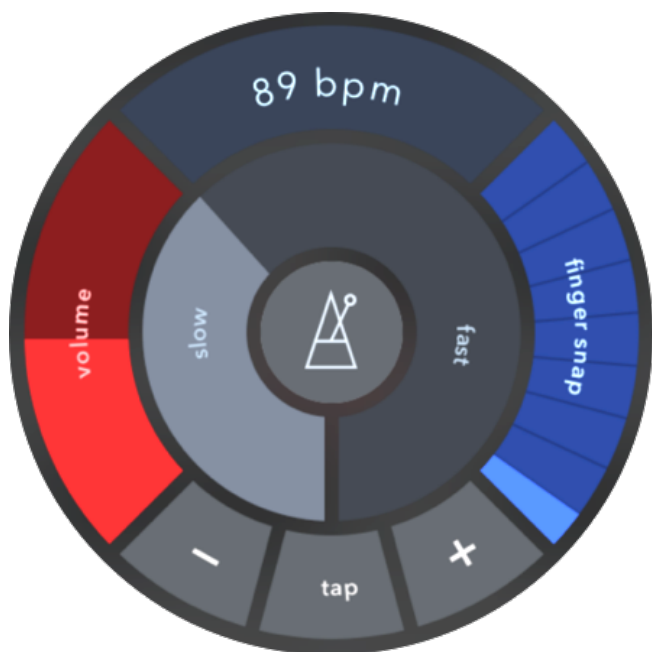 89 bpm
volume
slow
fast
finger snap
−
tap
+